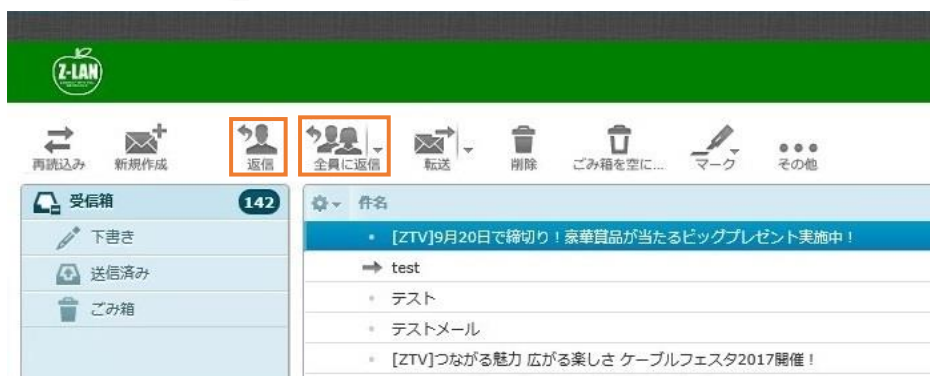 Z-LAN
再読込み 新規作成 返信 全員に返信 転送 削除 ごみ箱を空に... マーク その他
受信箱 142 件名
下書き [ZTV]9月20日で締切り！豪華賞品が当たるビッグプレゼント実施中！
送信済み test
ごみ箱 テスト
テストメール
[ZTV]つながる魅力 広がる楽しさ ケーブルフェスタ2017開催！